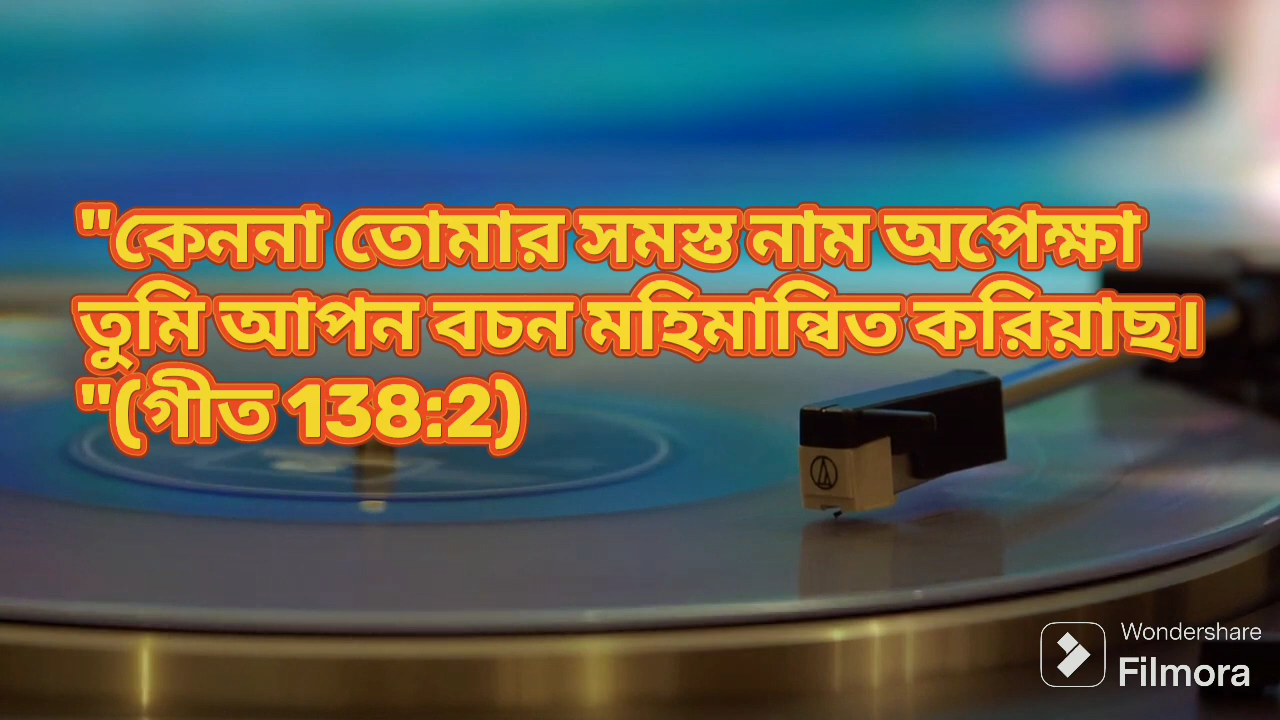 "কেননা তোমার সমস্ত নাম অপেক্ষা
তুমি আপন বচন মহিমান্বিত করিয়াছ।
"(গীত 138:2)
Wondershare
Filmora